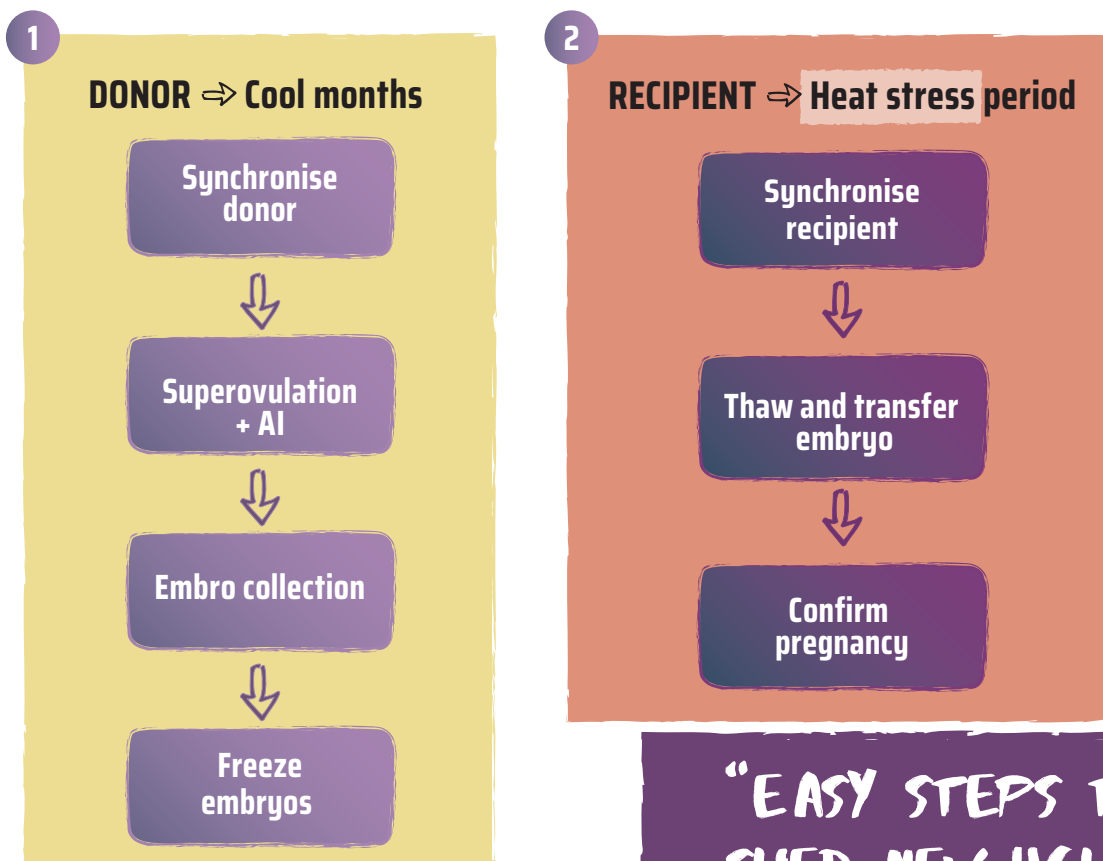 1
DONOR ⇨ Cool months
Synchronise
donor
Superovulation
+ AI
Embro collection
Freeze
embryos
2
RECIPIENT ⇨ Heat stress period
Synchronise
recipient
Thaw and transfer
embryo
Confirm
pregnancy
"EASY STEPS